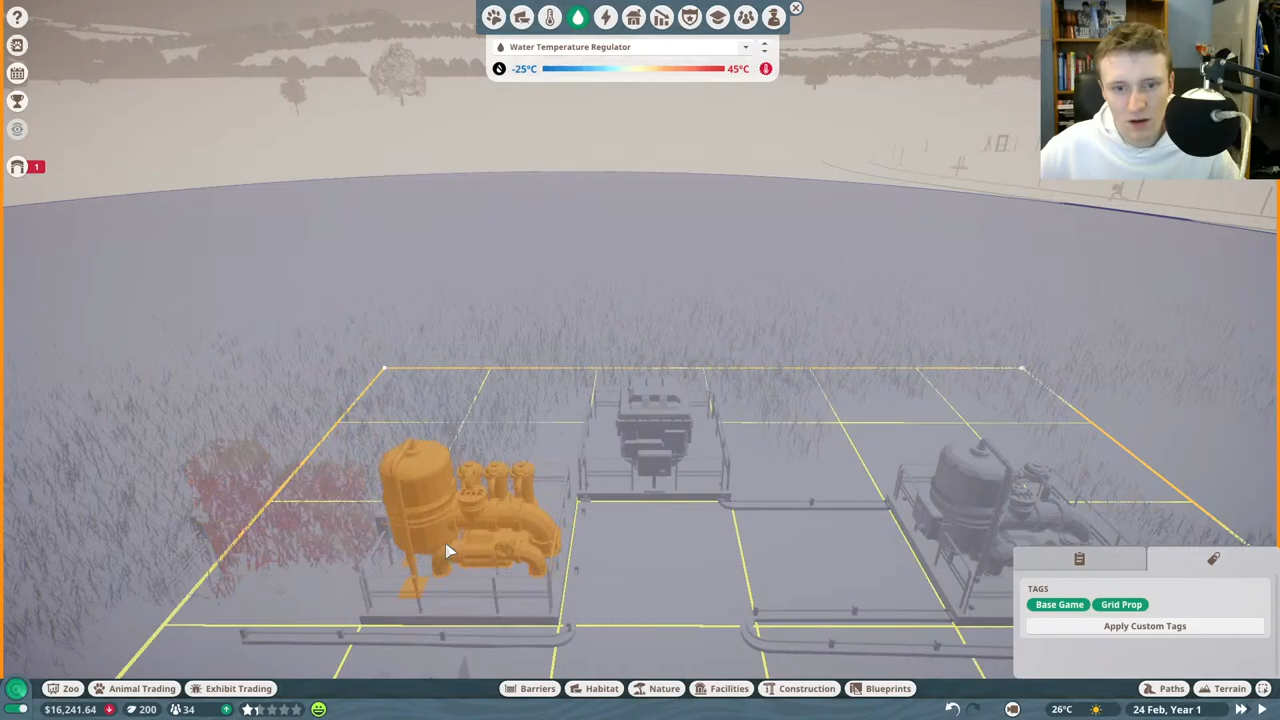 Water Temperature Regulator
-25°C 45°C
1
TAGS
Base Game Grid Prop
Apply Custom Tags
Zoo Animal Trading Exhibit Trading Barriers Habitat Nature Facilities Construction Blueprints Paths Terrain
$16,241.64 200 34 26°C 24 Feb, Year 1